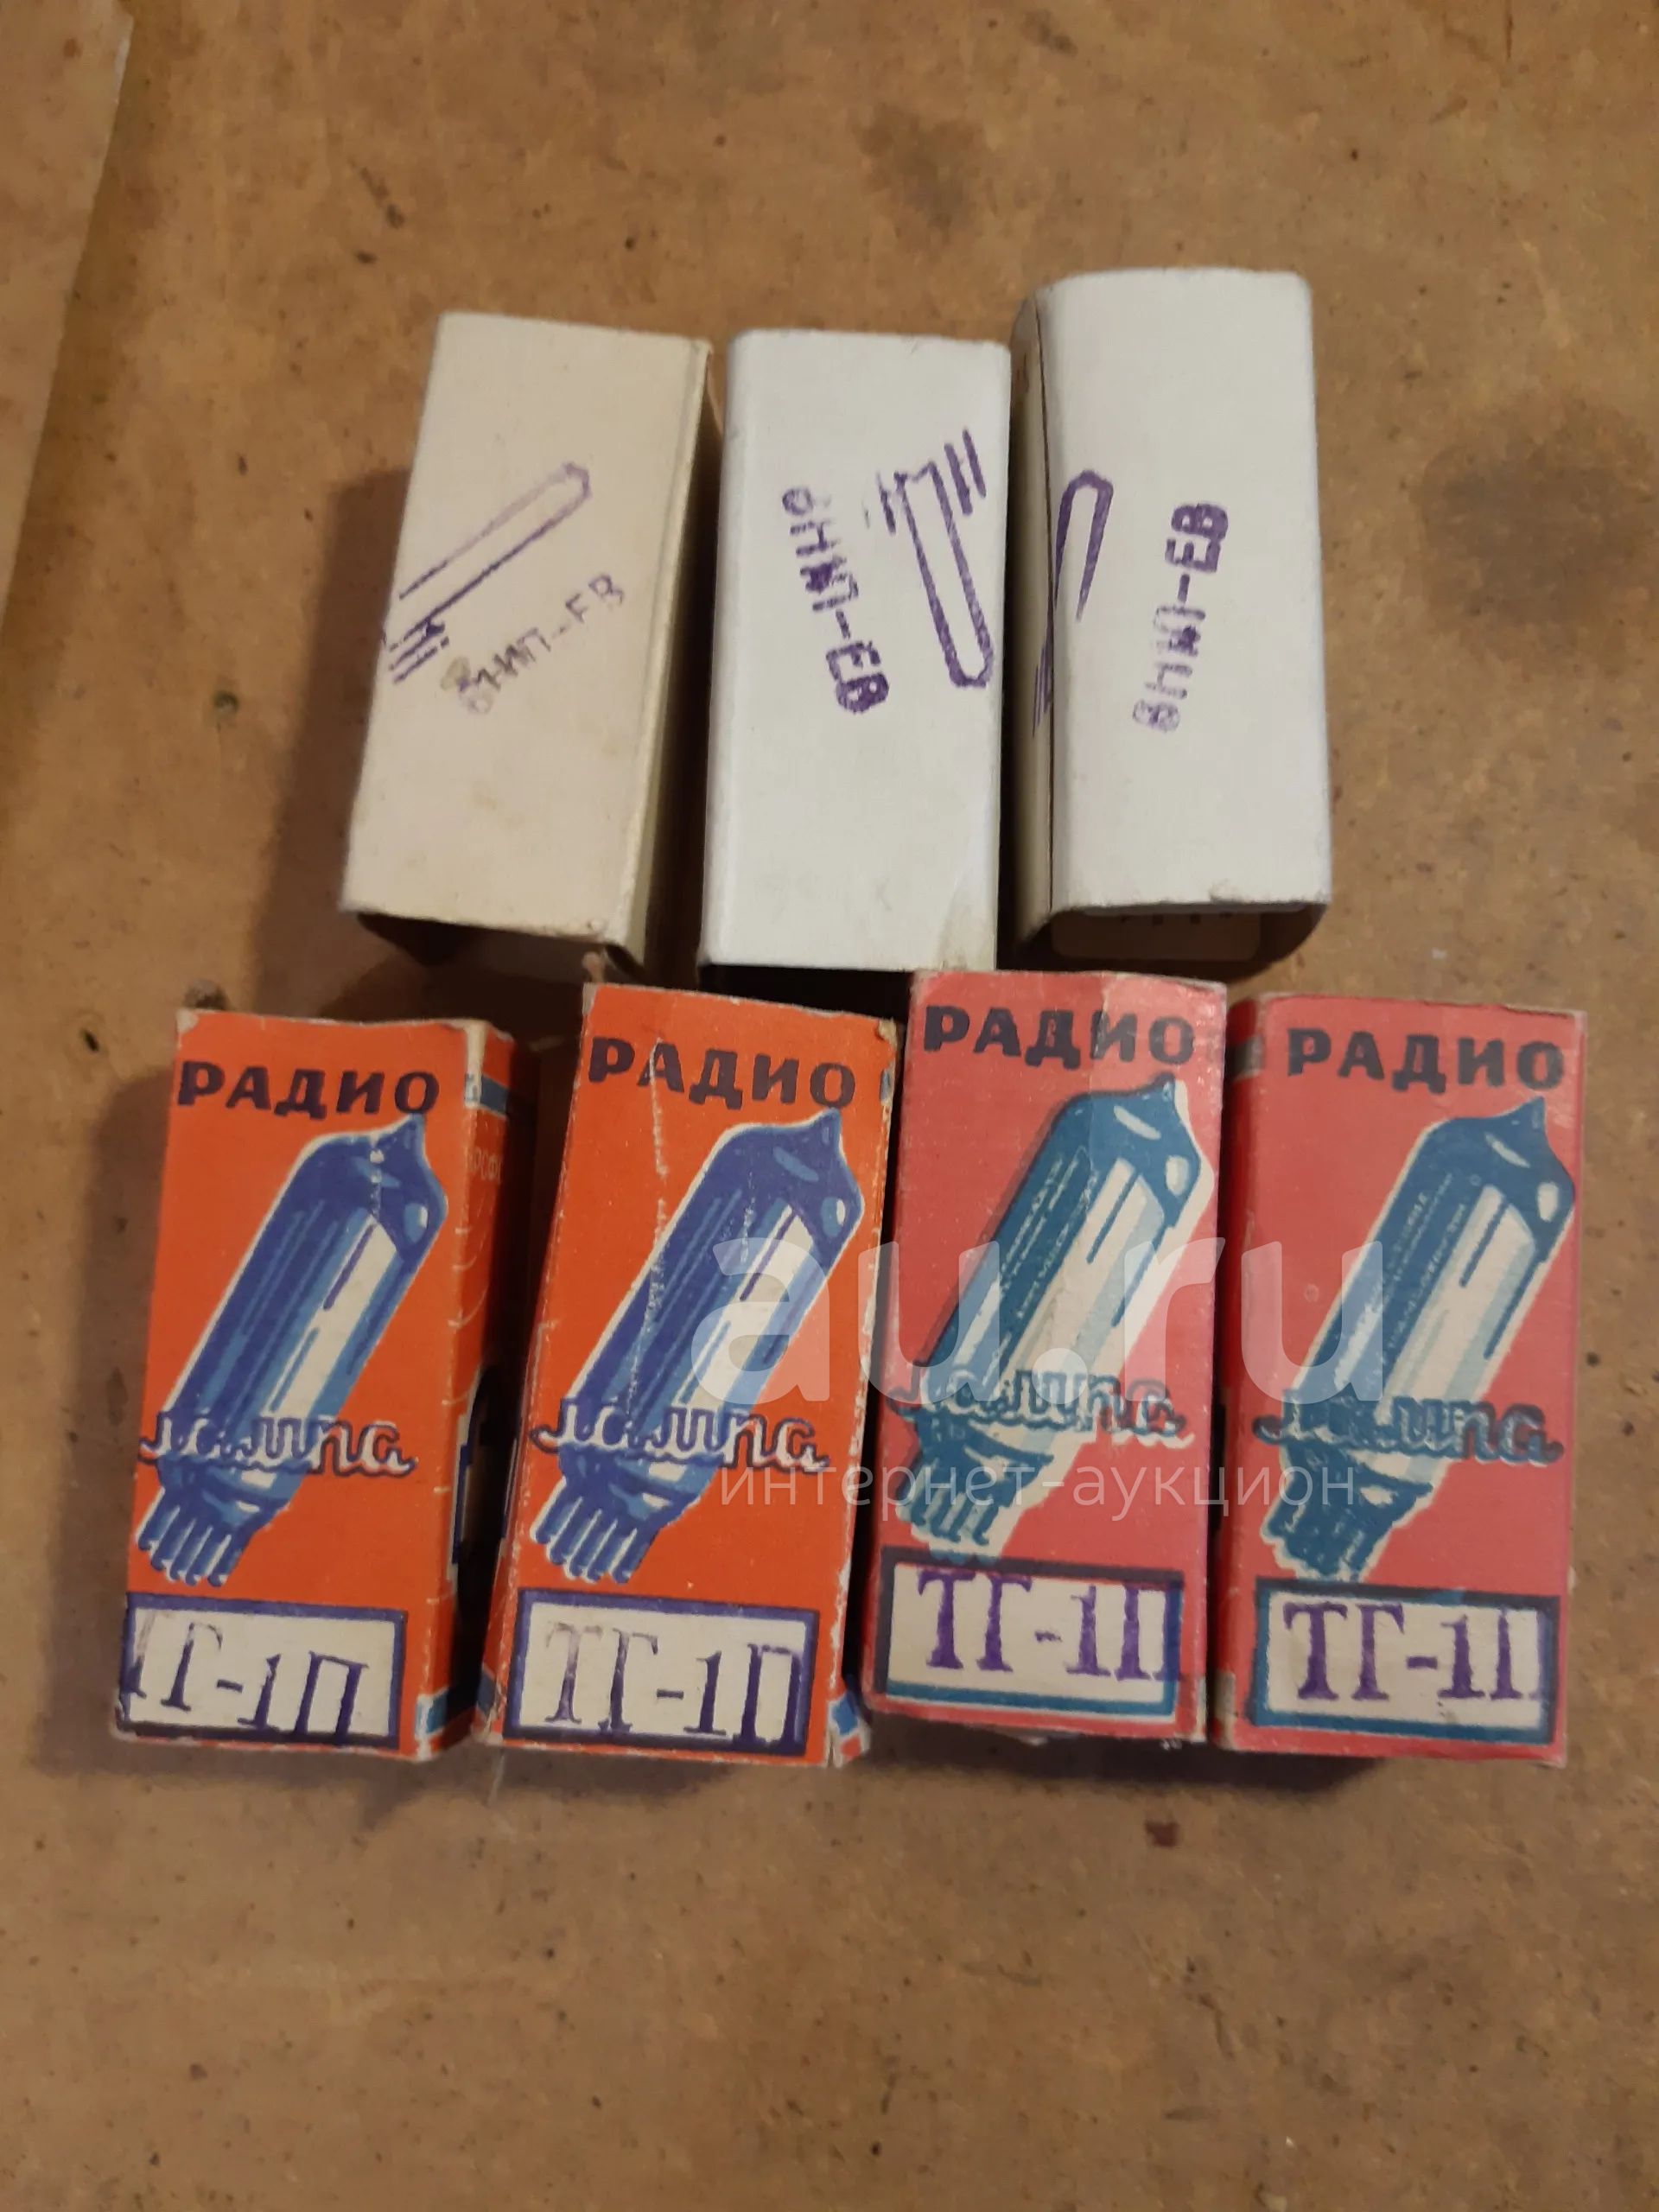 6Н1П-ЕВ
6Н1П-ЕВ
6Н1П-ЕВ
РАДИО
лампа
ТГ-1П
РАДИО
лампа
ТГ-1П
РАДИО
лампа
ТГ-1П
РАДИО
лампа
ТГ-1П
au.ru
интернет-аукцион